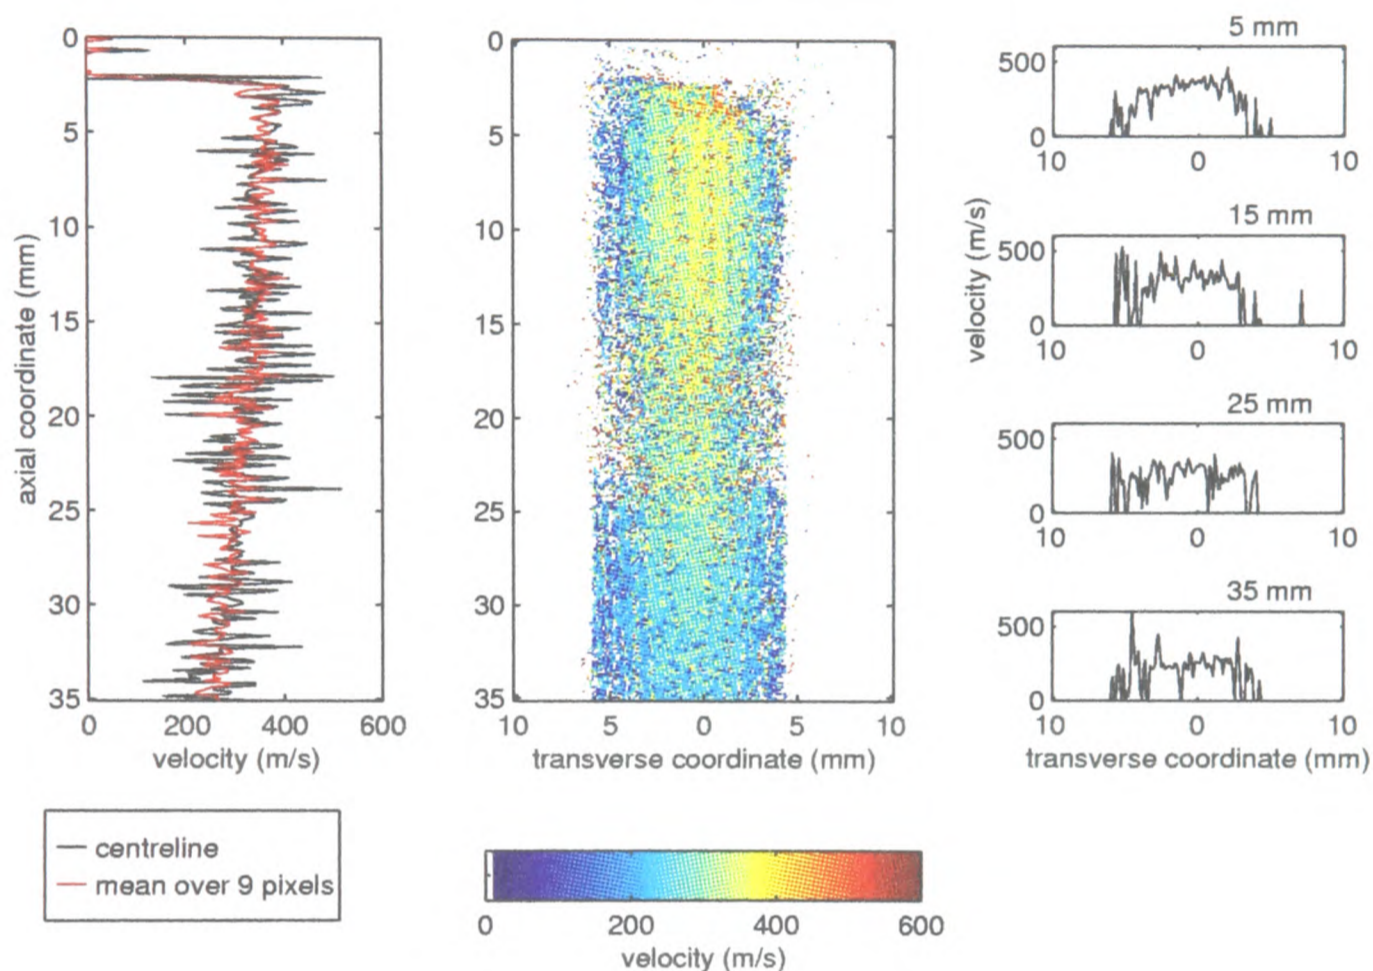 0
5
10
15
20
25
30
35
axial coordinate (mm)
0 200 400 600
velocity (m/s)
centreline
mean over 9 pixels
0
5
10
15
20
25
30
35
10 5 0 5 10
transverse coordinate (mm)
0 200 400 600
velocity (m/s)
velocity (m/s)
5 mm
500
0
10 0 10
15 mm
500
0
10 0 10
25 mm
500
0
10 0 10
35 mm
500
0
10 0 10
transverse coordinate (mm)